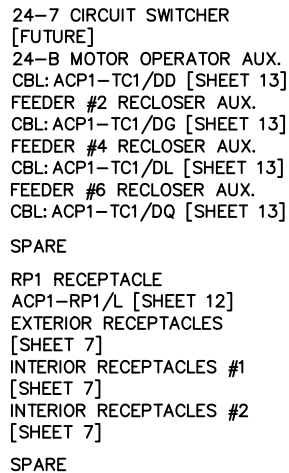 24-7 CIRCUIT SWITCHER
[FUTURE]
24-B MOTOR OPERATOR AUX.
CBL: ACP1-TC1/DD [SHEET 13]
FEEDER #2 RECLOSER AUX.
CBL: ACP1-TC1/DG [SHEET 13]
FEEDER #4 RECLOSER AUX.
CBL: ACP1-TC1/DL [SHEET 13]
FEEDER #6 RECLOSER AUX.
CBL: ACP1-TC1/DQ [SHEET 13]
SPARE
RP1 RECEPTACLE
ACP1-RP1/L [SHEET 12]
EXTERIOR RECEPTACLES
[SHEET 7]
INTERIOR RECEPTACLES #1
[SHEET 7]
INTERIOR RECEPTACLES #2
[SHEET 7]
SPARE